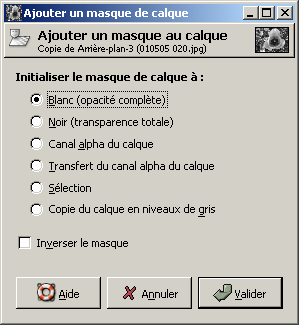 Ajouter un masque de calque
Ajouter un masque au calque
Copie de Arrière-plan-3 (010505 020.jpg)
Initialiser le masque de calque à :
Blanc (opacité complète)
Noir (transparence totale)
Canal alpha du calque
Transfert du canal alpha du calque
Sélection
Copie du calque en niveaux de gris
Inverser le masque
Aide
Annuler
Valider